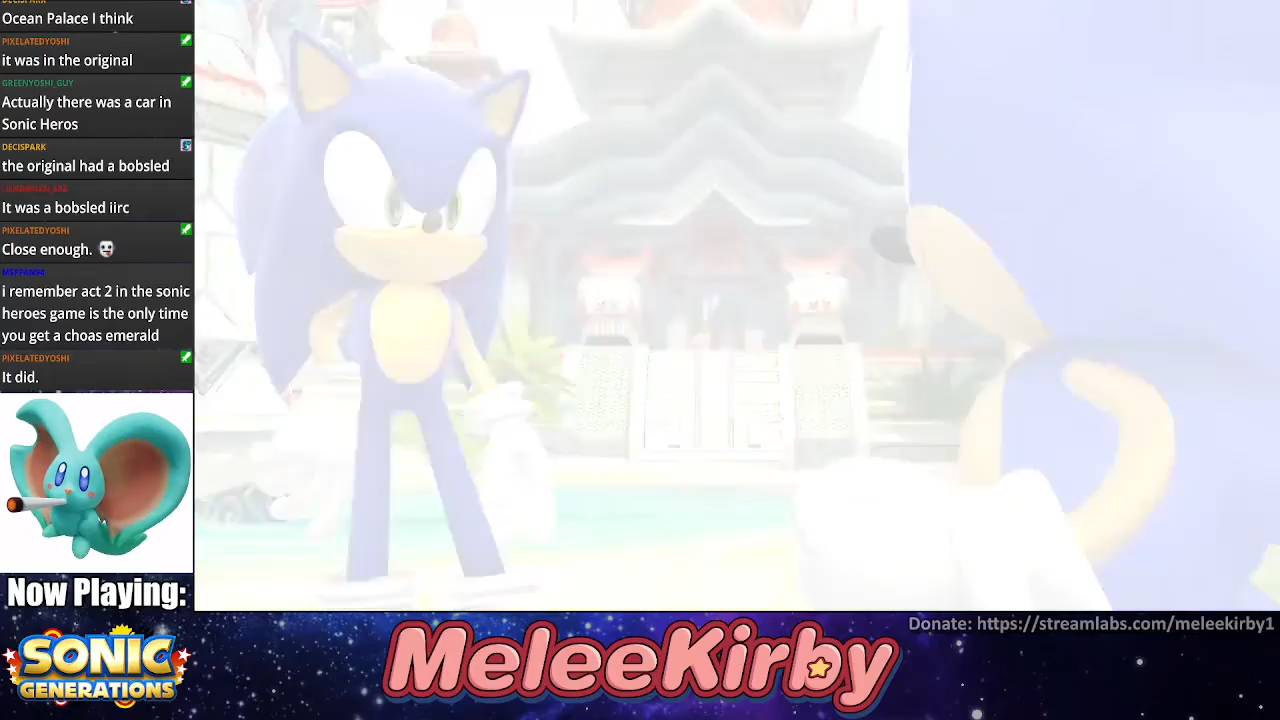 Ocean Palace I think
PIXELATEDYOSHI
it was in the original
GREENYOSHI_GUY
Actually there was a car in
Sonic Heros
DECISPARK
the original had a bobsled
It was a bobsled iirc
PIXELATEDYOSHI
Close enough.
i remember act 2 in the sonic
heroes game is the only time
you get a choas emerald
PIXELATEDYOSHI
It did.
Now Playing:
SONIC
GENERATIONS
MeleeKirby
Donate: https://streamlabs.com/meleekirby1